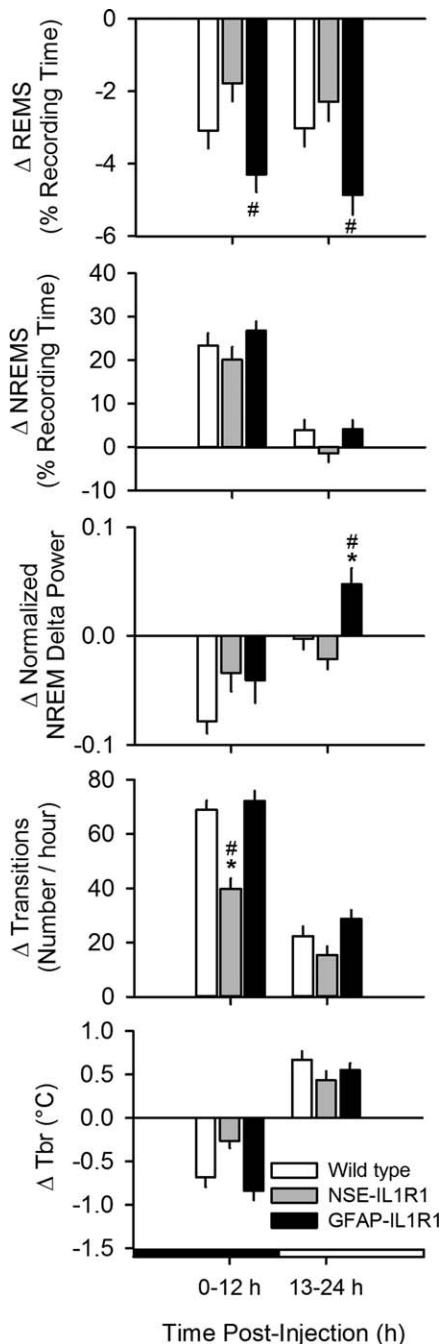 0
-2
-4
-6
Δ REMS
(% Recording Time)
#
#
40
30
20
10
0
-10
Δ NREMS
(% Recording Time)
0.1
0.0
-0.1
Δ Normalized
NREM Delta Power
#
*
80
60
40
20
0
Δ Transitions
(Number / hour)
#
*
1.0
0.5
0.0
-0.5
-1.0
-1.5
Δ Tbr (°C)
Wild type
NSE-IL1R1
GFAP-IL1R1
0-12 h 13-24 h
Time Post-Injection (h)